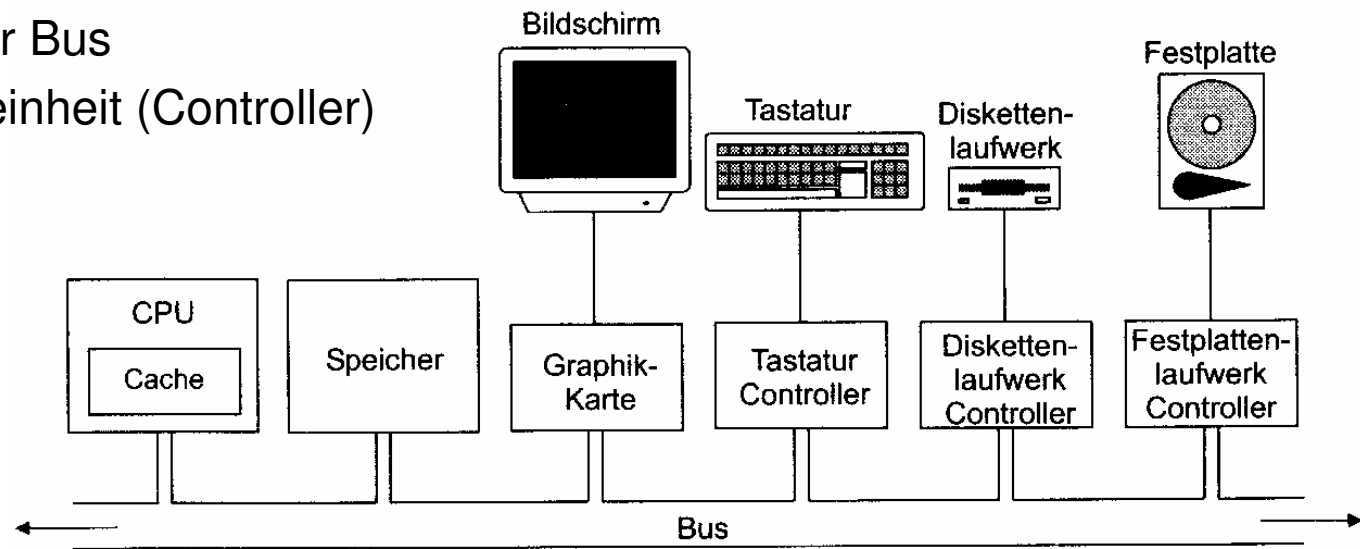 r Bus
einheit (Controller)
Bildschirm
Tastatur
Disketten-
laufwerk
Festplatte
CPU
Cache
Speicher
Graphik-
Karte
Tastatur
Controller
Disketten-
laufwerk
Controller
Festplatten-
laufwerk
Controller
Bus